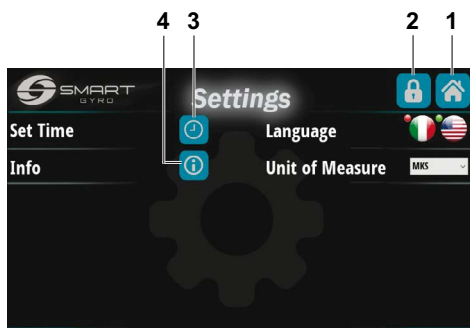 4 3 2 1
SMART
GYRO
Settings
Set Time
Language
Info
Unit of Measure
MKS